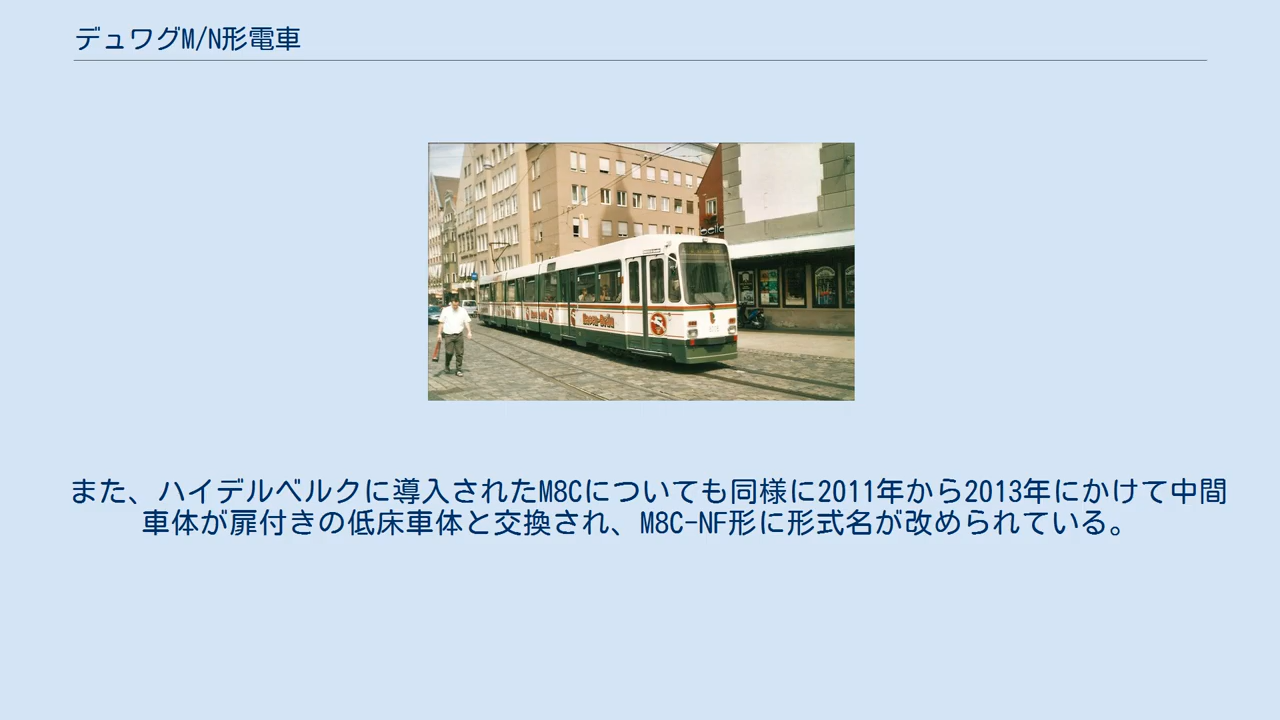 デュワグM/N形電車
また、ハイデルベルクに導入されたM8Cについても同様に2011年から2013年にかけて中間
車体が扉付きの低床車体と交換され、M8C-NF形に形式名が改められている。